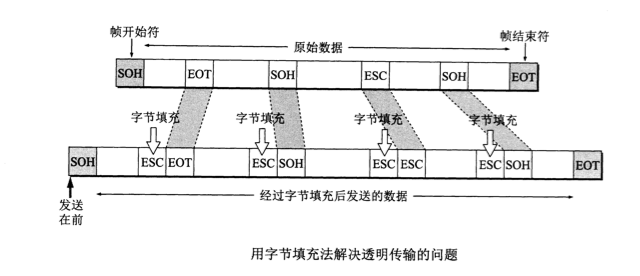 帧开始符
帧结束符
原始数据
SOH EOT SOH ESC SOH EOT
字节填充 字节填充 字节填充 字节填充
SOH ESC EOT ESC SOH ESC ESC ESC SOH EOT
经过字节填充后发送的数据
发送
在前
用字节填充法解决透明传输的问题